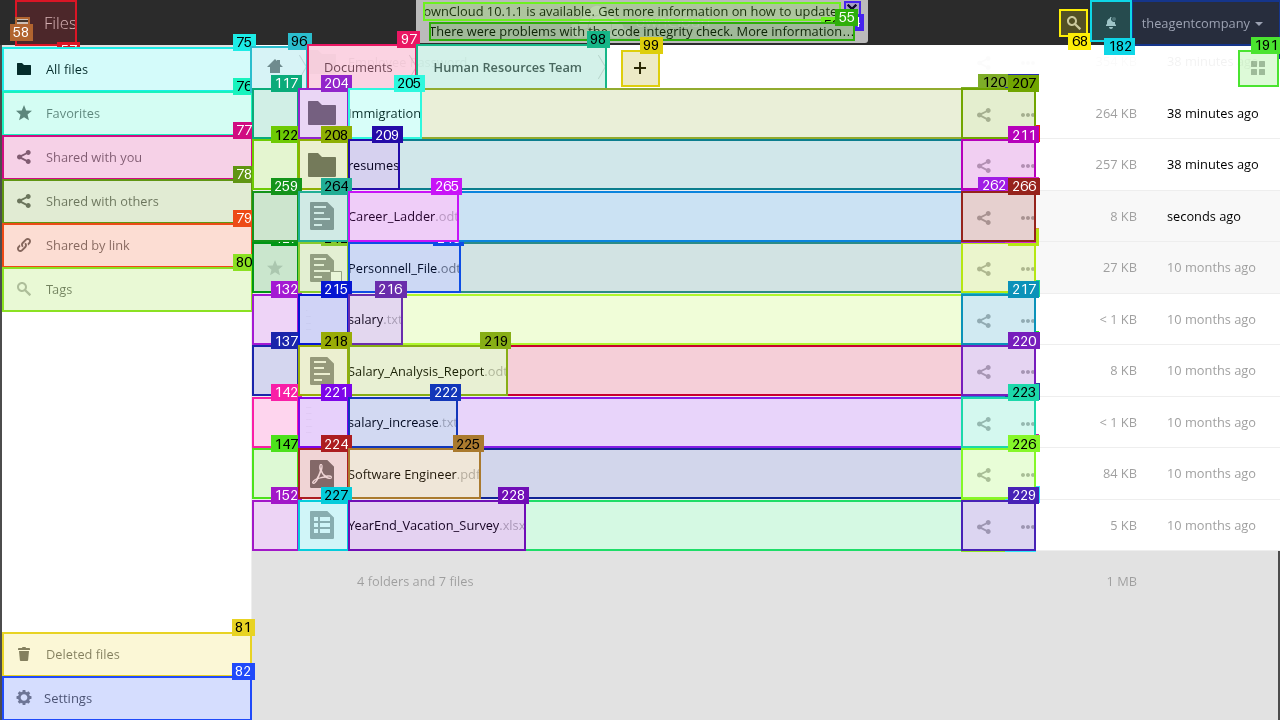 ownCloud 10.1.1 is available. Get more information on how to update
55
There were problems with the code integrity check. More information...
Files
58
theagentcompany
68
182
75
96
97
98
99
191
All files
Documents
Human Resources Team
+
76
117
204
205
120
207
Favorites
Immigration
264 KB
38 minutes ago
77
122
208
209
211
Shared with you
resumes
257 KB
38 minutes ago
78
259
264
265
262
266
Shared with others
Career_Ladder.odt
8 KB
seconds ago
79
Shared by link
Personnell_File.odt
27 KB
10 months ago
80
132
215
216
217
Tags
salary.txt
< 1 KB
10 months ago
137
218
219
220
Salary_Analysis_Report.odt
8 KB
10 months ago
142
221
222
223
salary_increase.txt
< 1 KB
10 months ago
147
224
225
226
Software Engineer.pdf
84 KB
10 months ago
152
227
228
229
YearEnd_Vacation_Survey.xlsx
5 KB
10 months ago
4 folders and 7 files
1 MB
81
Deleted files
82
Settings